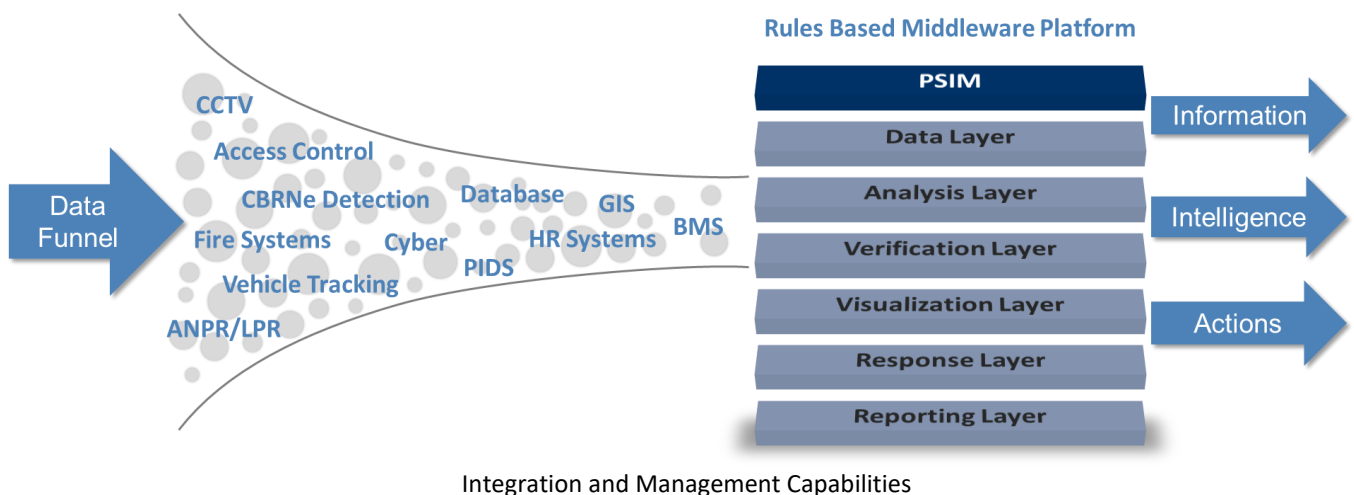 Rules Based Middleware Platform
Data
Funnel
CCTV
Access Control
CBRNe Detection
Database
GIS
Fire Systems
Cyber
HR Systems
BMS
PIDS
Vehicle Tracking
ANPR/LPR
PSIM
Data Layer
Analysis Layer
Verification Layer
Visualization Layer
Response Layer
Reporting Layer
Information
Intelligence
Actions
Integration and Management Capabilities